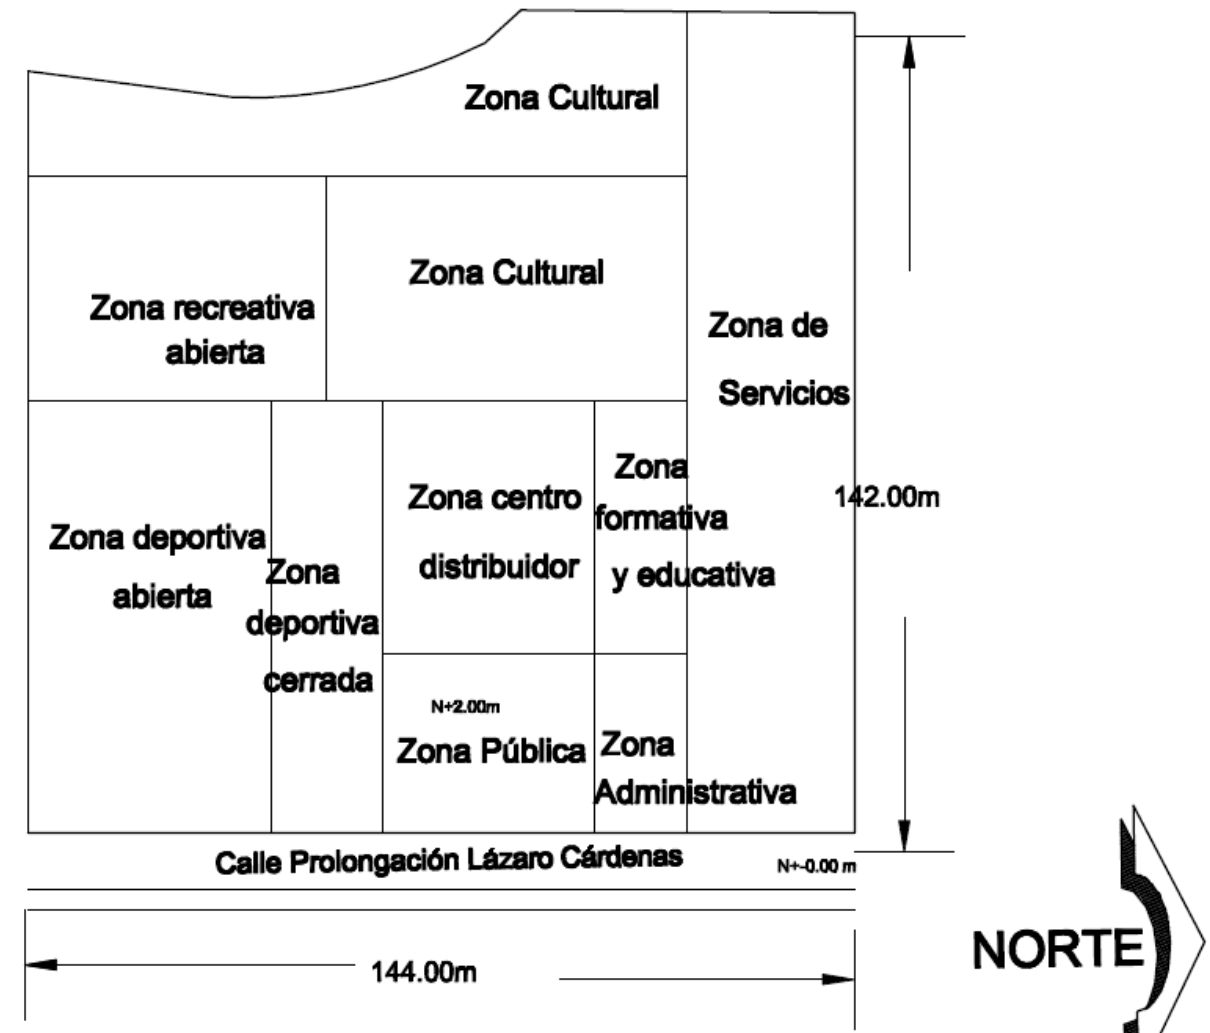 Zona Cultural
Zona Cultural
Zona recreativa
abierta
Zona de
Servicios
Zona
formativa
y educativa
Zona centro
distribuidor
142.00m
Zona deportiva
abierta
Zona
deportiva
cerrada
N+2.00m
Zona Pública
Zona
Administrativa
Calle Prolongación Lázaro Cárdenas
N+-0.00 m
NORTE
144.00m